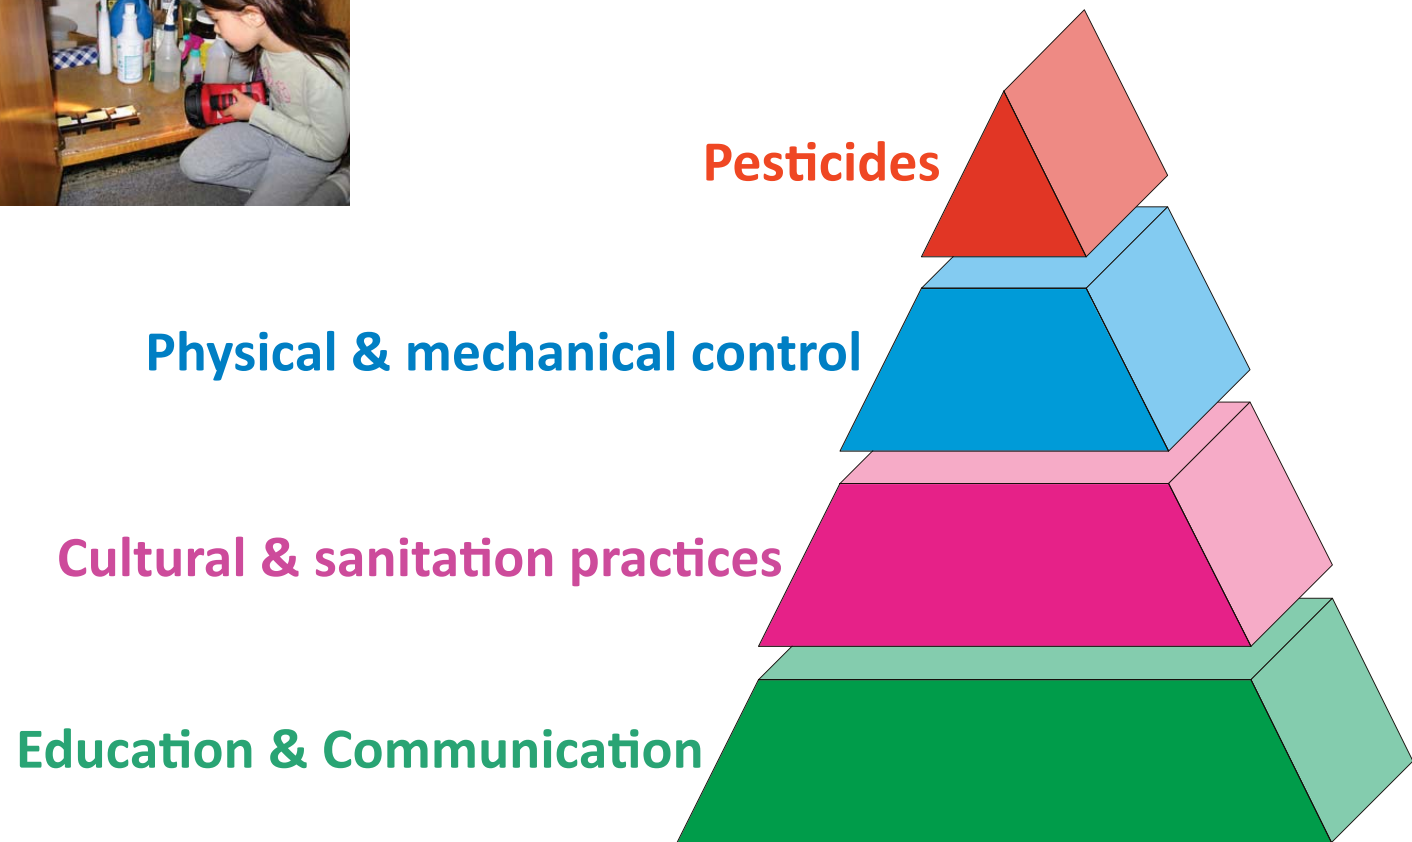 Pesticides
Physical & mechanical control
Cultural & sanitation practices
Education & Communication